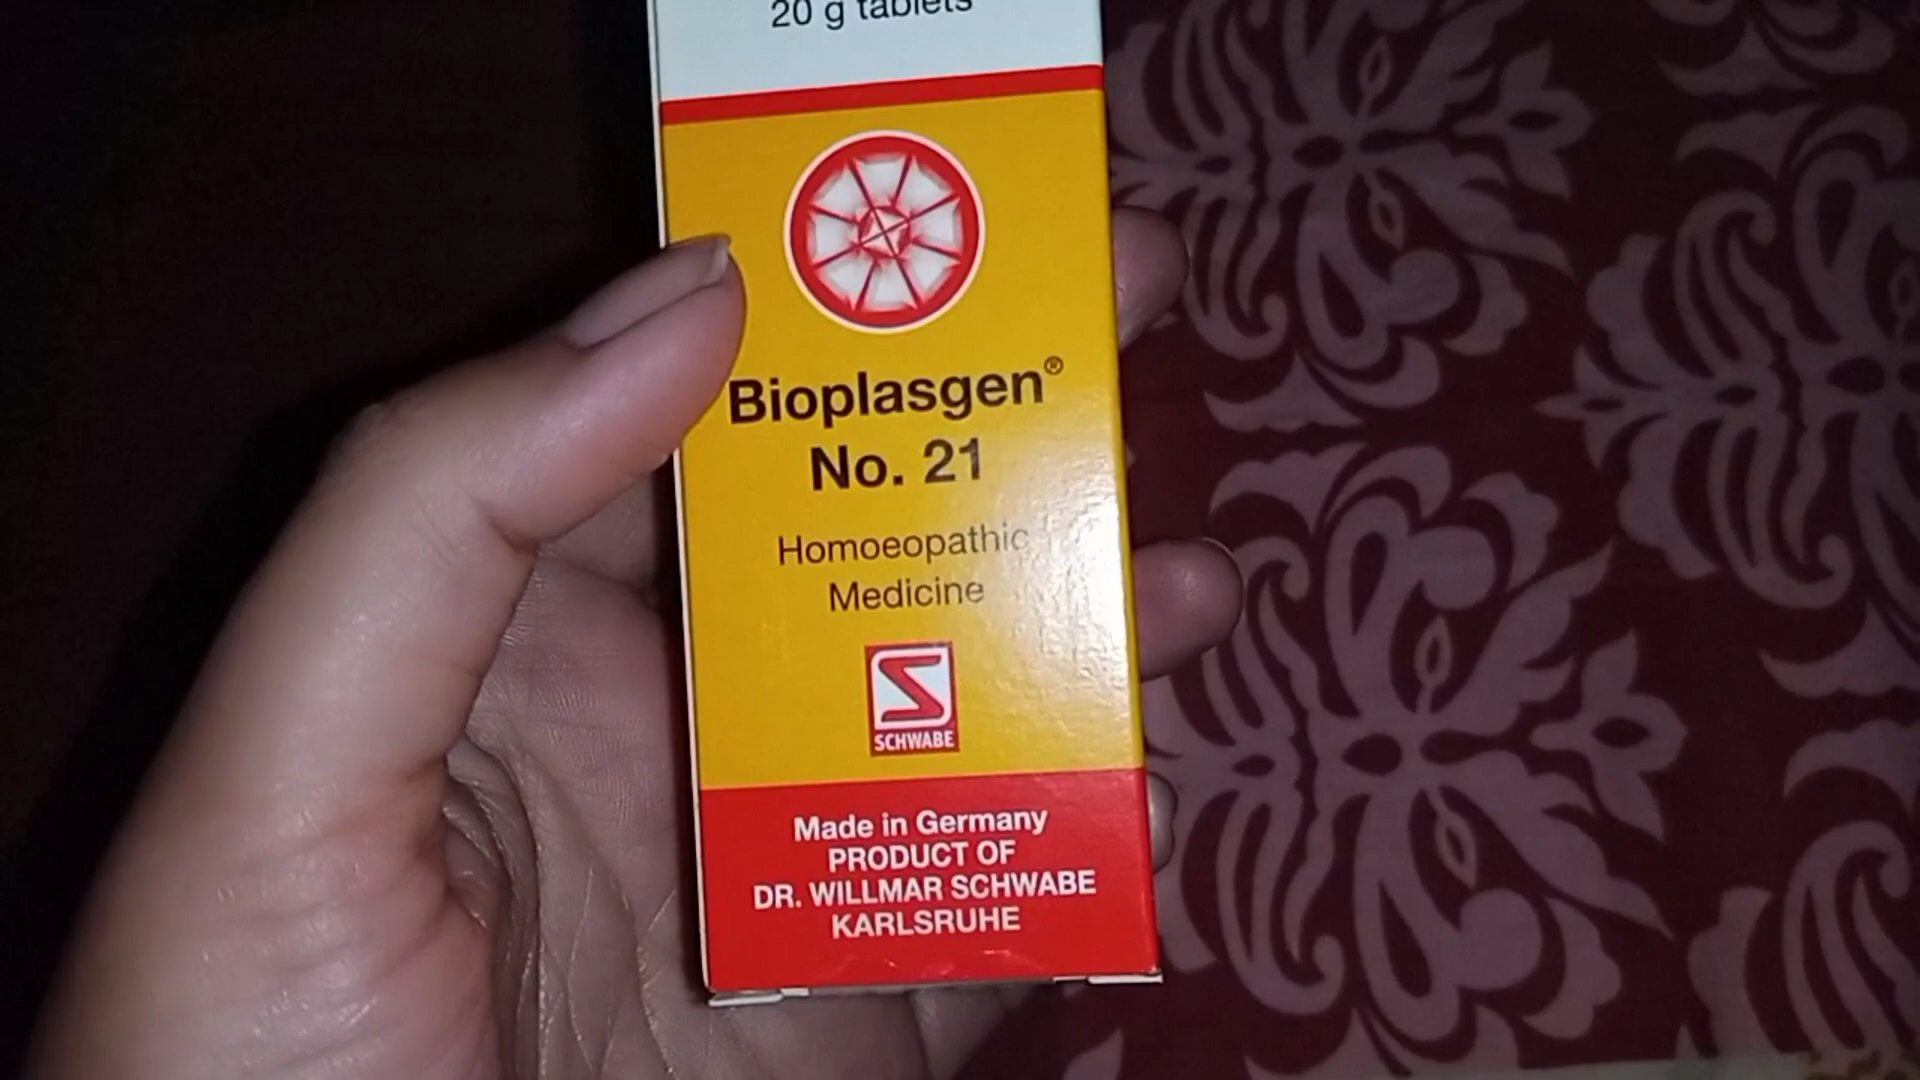 20 g tablets
Bioplasgen®
No. 21
Homoeopathic
Medicine
SCHWABE
Made in Germany
PRODUCT OF
DR. WILLMAR SCHWABE
KARLSRUHE